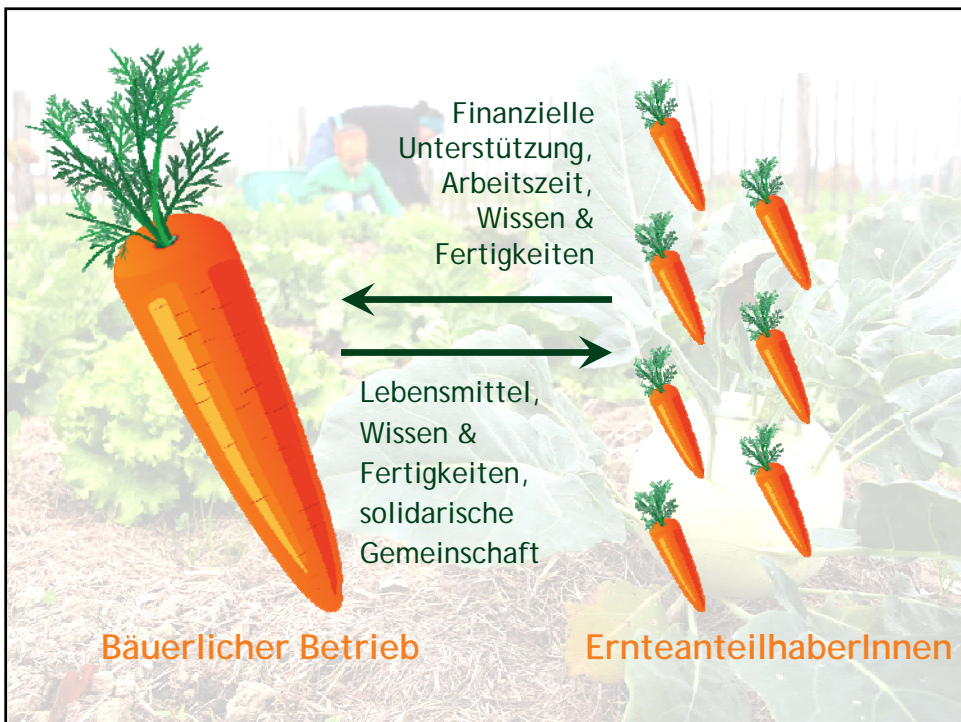 Finanzielle
Unterstützung,
Arbeitszeit,
Wissen &
Fertigkeiten
Lebensmittel,
Wissen &
Fertigkeiten,
solidarische
Gemeinschaft
Bäuerlicher Betrieb
ErnteanteilhaberInnen